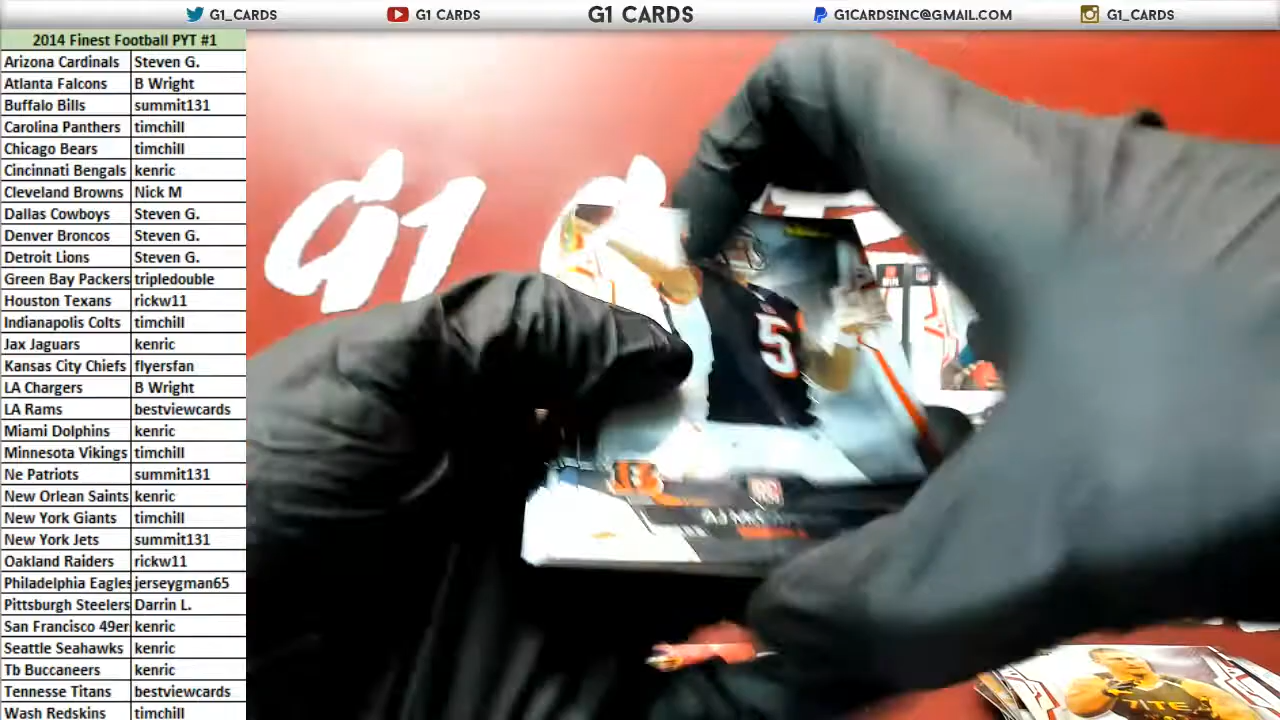 G1_CARDS G1 CARDS G1 CARDS G1CARDSINC@GMAIL.COM G1_CARDS
2014 Finest Football PYT #1
Arizona Cardinals Steven G.
Atlanta Falcons B Wright
Buffalo Bills summit131
Carolina Panthers timchill
Chicago Bears timchill
Cincinnati Bengals kenric
Cleveland Browns Nick M
Dallas Cowboys Steven G.
Denver Broncos Steven G.
Detroit Lions Steven G.
Green Bay Packers tripledouble
Houston Texans rickw11
Indianapolis Colts timchill
Jax Jaguars kenric
Kansas City Chiefs flyersfan
LA Chargers B Wright
LA Rams bestviewcards
Miami Dolphins kenric
Minnesota Vikings timchill
Ne Patriots summit131
New Orlean Saints kenric
New York Giants timchill
New York Jets summit131
Oakland Raiders rickw11
Philadelphia Eagles jerseygman65
Pittsburgh Steelers Darrin L.
San Francisco 49er kenric
Seattle Seahawks kenric
Tb Buccaneers kenric
Tennesse Titans bestviewcards
Wash Redskins timchill
G1
5